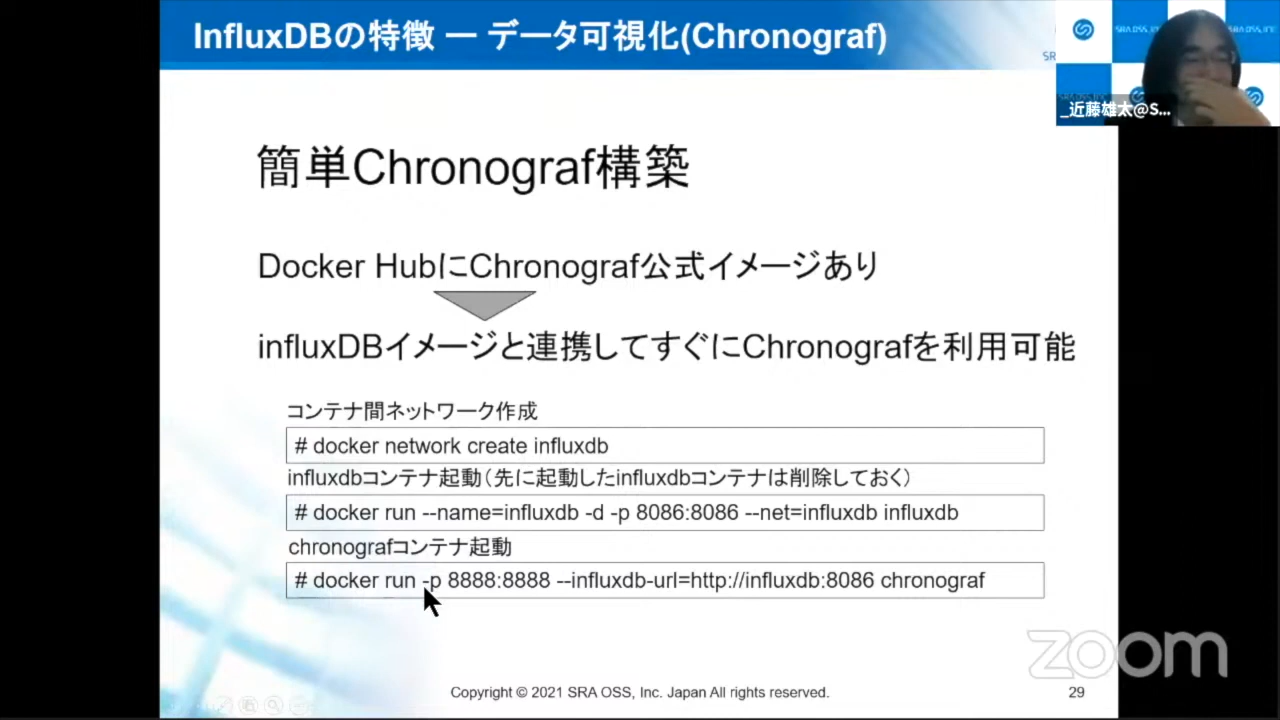 InfluxDBの特徴 ー データ可視化(Chronograf)
SR
SRA OSS, INC
SRA OSS, INC
_近藤雄太@S...
簡単Chronograf構築
Docker HubにChronograf公式イメージあり
influxDBイメージと連携してすぐにChronografを利用可能
コンテナ間ネットワーク作成
# docker network create influxdb
influxdbコンテナ起動（先に起動したinfluxdbコンテナは削除しておく）
# docker run --name=influxdb -d -p 8086:8086 --net=influxdb influxdb
chronografコンテナ起動
# docker run -p 8888:8888 --influxdb-url=http://influxdb:8086 chronograf
zoom
Copyright © 2021 SRA OSS, Inc. Japan All rights reserved.
29